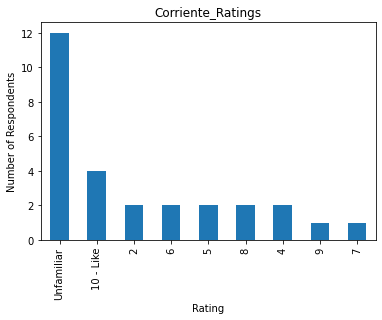 Corriente_Ratings
Number of Respondents
12
10
8
6
4
2
0
Unfamiliar
10 - Like
2
6
5
8
4
9
7
Rating